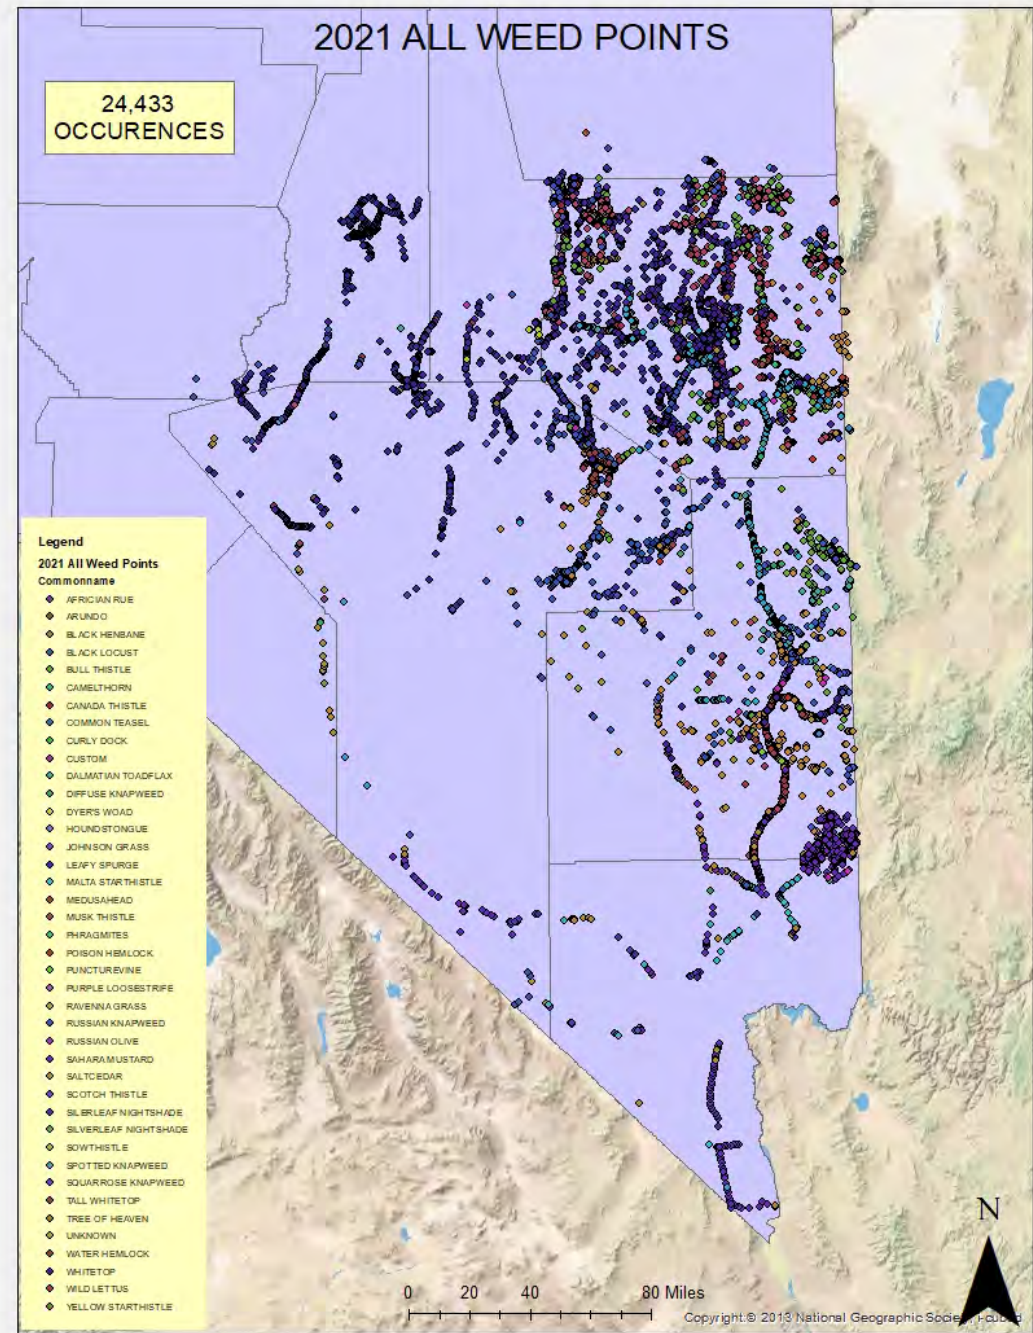 2021 ALL WEED POINTS
24,433
OCCURENCES
Legend
2021 All Weed Points
Commonname
AFRICIAN RUE
ARUNDO
BLACK HENBANE
BLACK LOCUST
BULL THISTLE
CAMELTHORN
CANADA THISTLE
COMMON TEASEL
CURLY DOCK
CUSTOM
DALMATIAN TOADFLAX
DIFFUSE KNAPWEED
DYER'S WOAD
HOUNDSTONGUE
JOHNSON GRASS
LEAFY SPURGE
MALTA STARTHISTLE
MEDUSAHEAD
MUSK THISTLE
PHRAGMITES
POISON HEMLOCK
PUNCTUREVINE
PURPLE LOOSESTRIFE
RAVENNA GRASS
RUSSIAN KNAPWEED
RUSSIAN OLIVE
SAHARA MUSTARD
SALTCEDAR
SCOTCH THISTLE
SILERLEAF NIGHTSHADE
SILVERLEAF NIGHTSHADE
SOWTHISTLE
SPOTTED KNAPWEED
SQUARROSE KNAPWEED
TALL WHITETOP
TREE OF HEAVEN
UNKNOWN
WATER HEMLOCK
WHITETOP
WILD LETTUS
YELLOW STARTHISTLE
N
0 20 40 80 Miles
Copyright:© 2013 National Geographic